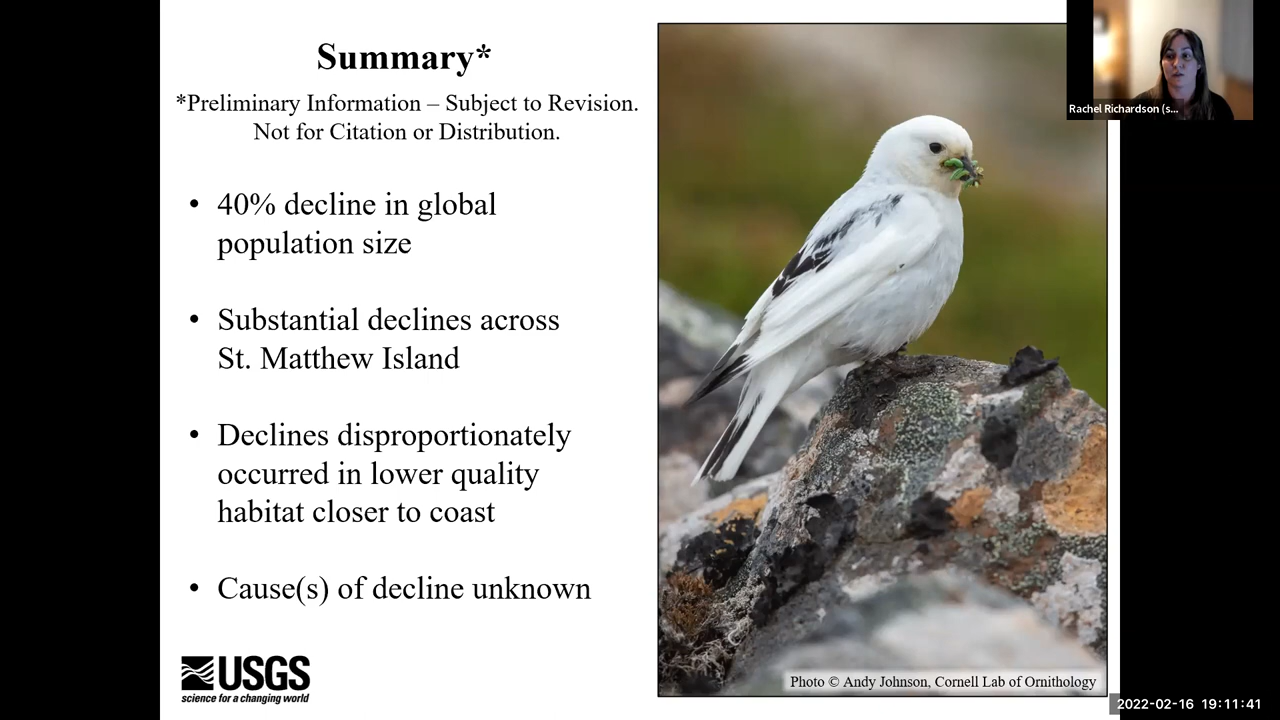 Summary*
*Preliminary Information – Subject to Revision.
Not for Citation or Distribution.
• 40% decline in global
population size
• Substantial declines across
St. Matthew Island
• Declines disproportionately
occurred in lower quality
habitat closer to coast
• Cause(s) of decline unknown
USGS
science for a changing world
Photo © Andy Johnson, Cornell Lab of Ornithology
Rachel Richardson (s...
2022-02-16 19:11:41